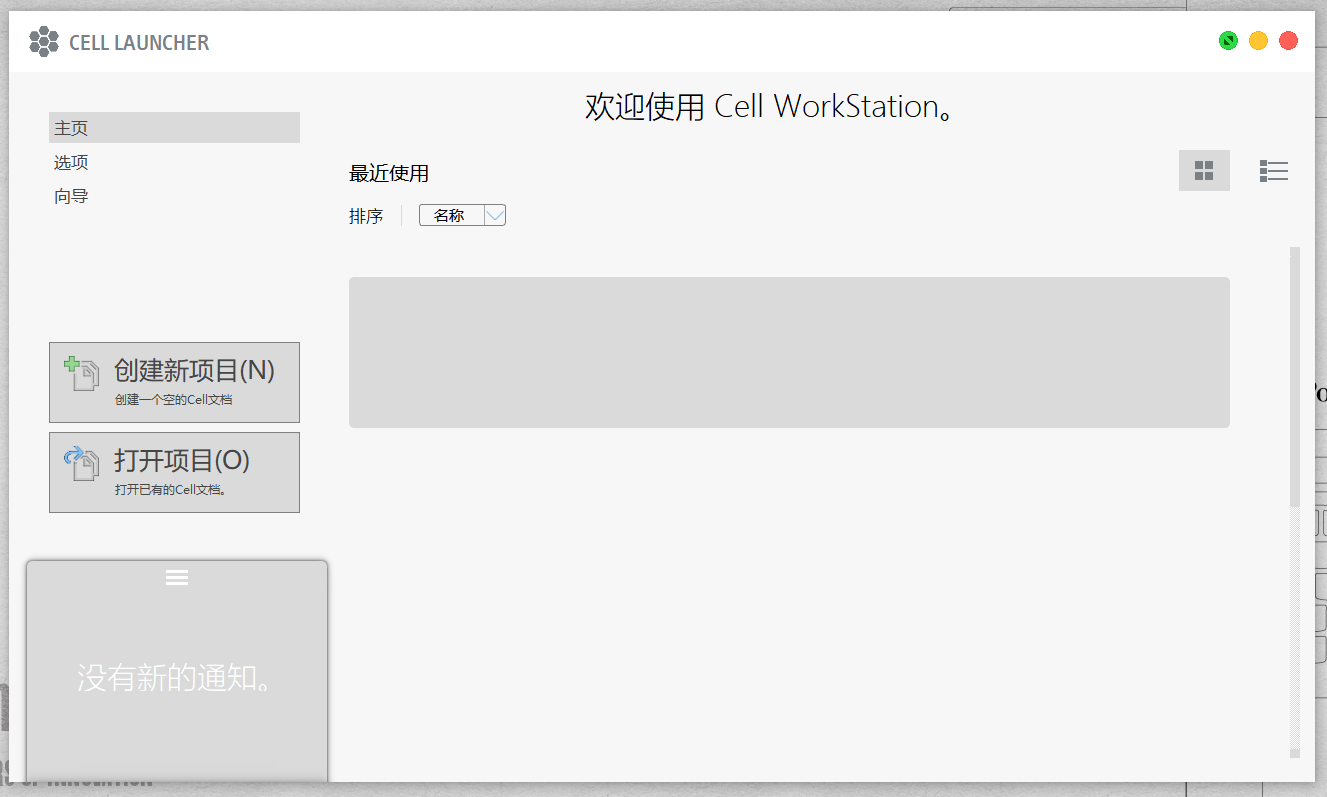 CELL LAUNCHER
欢迎使用 Cell WorkStation。
主页
选项
向导
最近使用
排序
名称
创建新项目(N)
创建一个空的Cell文档
打开项目(O)
打开已有的Cell文档。
没有新的通知。